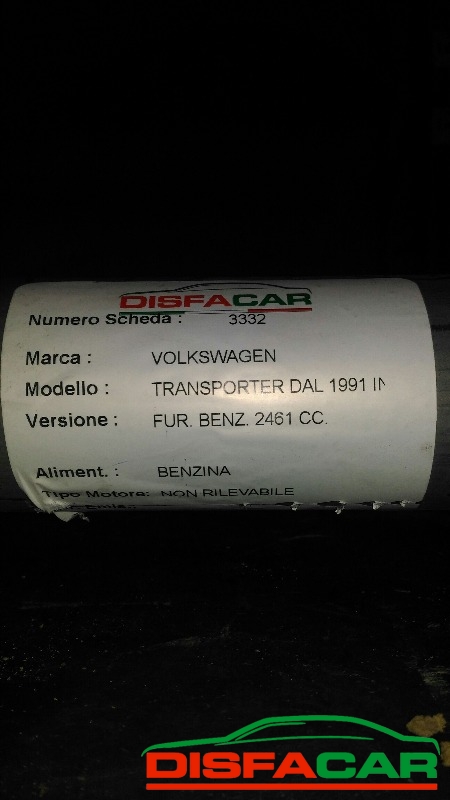 DISFACAR
Numero Scheda : 3332
Marca : VOLKSWAGEN
Modello : TRANSPORTER DAL 1991 IN
Versione : FUR. BENZ. 2461 CC.
Aliment. : BENZINA
Tipo Motore: NON RILEVABILE
DISFACAR